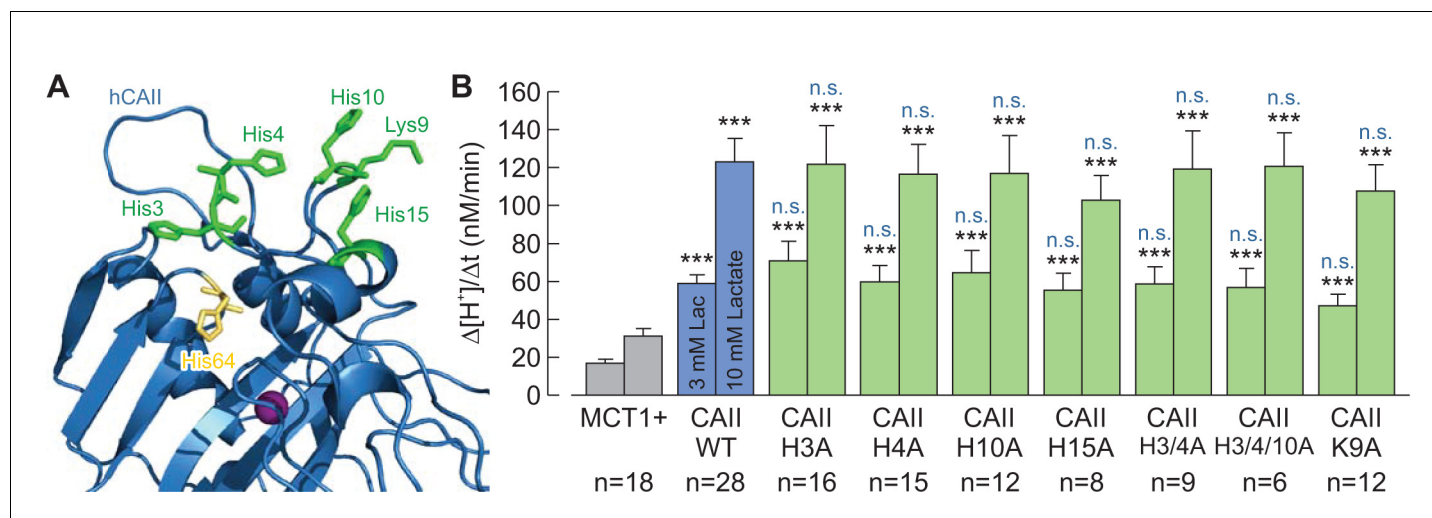 A
hCAII
His10
Lys9
His4
His3
His15
His64
B
Δ[H⁺]/Δt (nM/min)
160
140
120
100
80
60
40
20
0
n.s.
n.s.
n.s.
n.s.
n.s.
n.s.
n.s.
***
***
***
***
***
***
***
***
n.s.
n.s.
n.s.
n.s.
n.s.
n.s.
n.s.
***
***
***
***
***
***
***
***
3 mM Lac
10 mM Lactate
MCT1+
CAII
WT
CAII
H3A
CAII
H4A
CAII
H10A
CAII
H15A
CAII
H3/4A
CAII
H3/4/10A
CAII
K9A
n=18
n=28
n=16
n=15
n=12
n=8
n=9
n=6
n=12